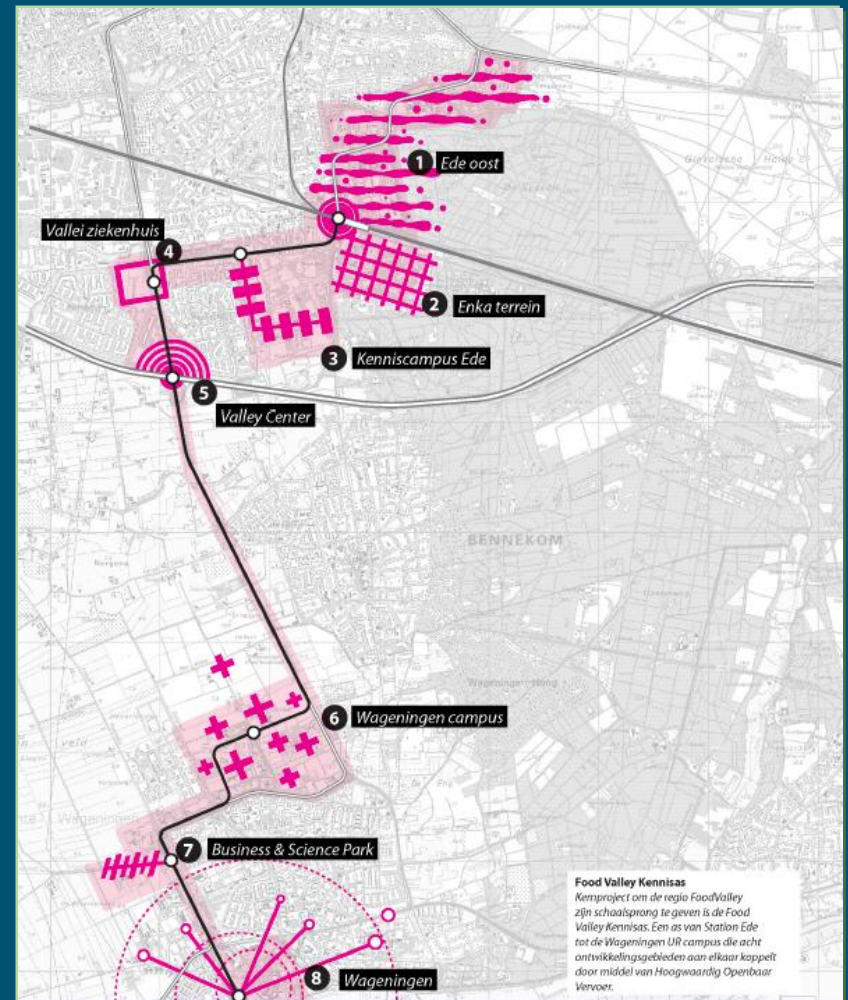 1 Ede oost
Vallei ziekenhuis
4
2 Enka terrein
3 Kenniscampus Ede
5
Valley Center
BENNEKOM
6 Wageningen campus
7 Business & Science Park
8 Wageningen
Food Valley Kennisas
Kernproject om de regio FoodValley
zijn schaalsprong te geven is de Food
Valley Kennisas. Een as van Station Ede
tot de Wageningen UR campus die acht
ontwikkelingsgebieden aan elkaar koppelt
door middel van Hoogwaardig Openbaar
Vervoer.